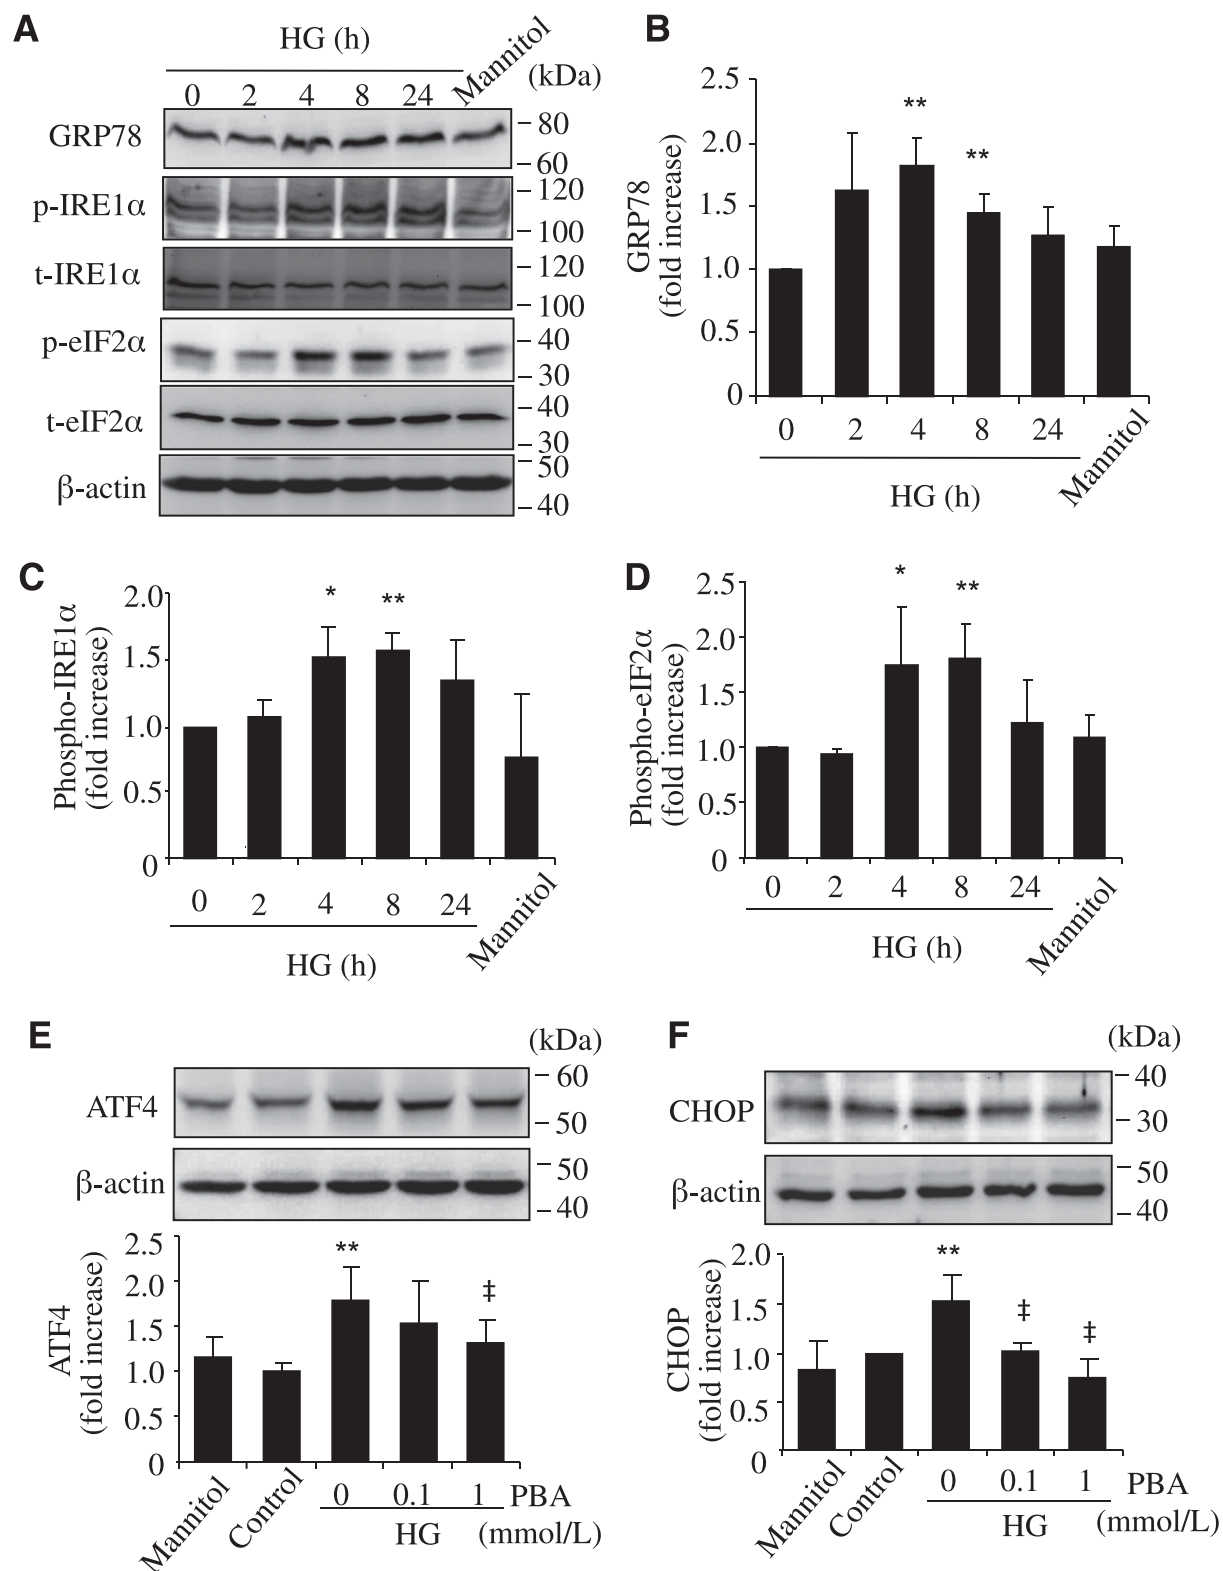 A
HG (h)
Mannitol
(kDa)
0 2 4 8 24
GRP78
80
60
p-IRE1α
120
100
t-IRE1α
120
100
p-eIF2α
40
30
t-eIF2α
40
30
β-actin
50
40
B
GRP78
(fold increase)
2.5
2.0
1.5
1.0
0.5
0
**
**
0 2 4 8 24 Mannitol
HG (h)
C
Phospho-IRE1α
(fold increase)
2.0
1.5
1.0
0.5
0
* **
0 2 4 8 24 Mannitol
HG (h)
D
Phospho-eIF2α
(fold increase)
2.5
2.0
1.5
1.0
0.5
0
* **
0 2 4 8 24 Mannitol
HG (h)
E
(kDa)
ATF4
60
50
β-actin
50
40
ATF4
(fold increase)
2.5
2.0
1.5
1.0
0.5
0
**
‡
Mannitol Control 0 0.1 1 PBA
HG (mmol/L)
F
(kDa)
CHOP
40
30
β-actin
50
40
CHOP
(fold increase)
2.0
1.5
1.0
0.5
0
**
‡
‡
Mannitol Control 0 0.1 1 PBA
HG (mmol/L)